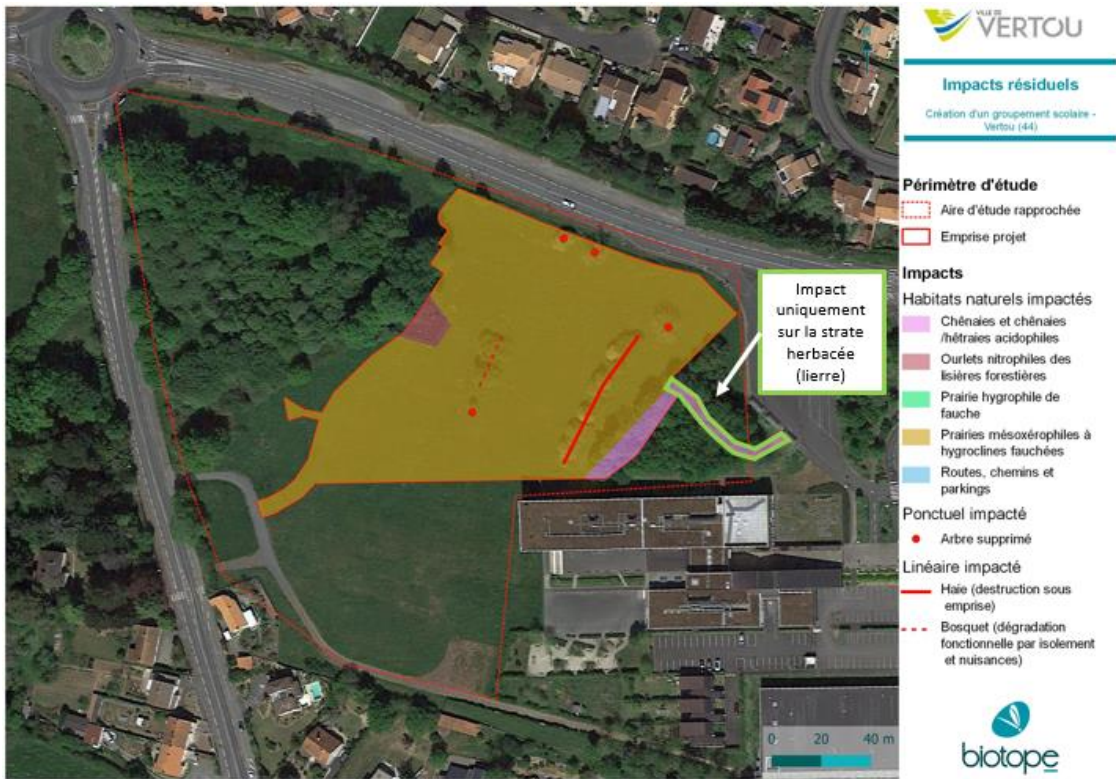 VILLE DE
VERTOU
Impacts résiduels
Création d'un groupement scolaire -
Vertou (44)
Périmètre d'étude
Aire d'étude rapprochée
Emprise projet
Impacts
Habitats naturels impactés
Chênaies et chênaies
/hêtraies acidophiles
Ourlets nitrophiles des
lisières forestières
Prairie hygrophile de
fauche
Prairies mésoxérophiles à
hygroclines fauchées
Routes, chemins et
parkings
Ponctuel impacté
Arbre supprimé
Linéaire impacté
Haie (destruction sous
emprise)
Bosquet (dégradation
fonctionnelle par isolement
et nuisances)
biotope
Impact
uniquement
sur la strate
herbacée
(lierre)
0 20 40 m